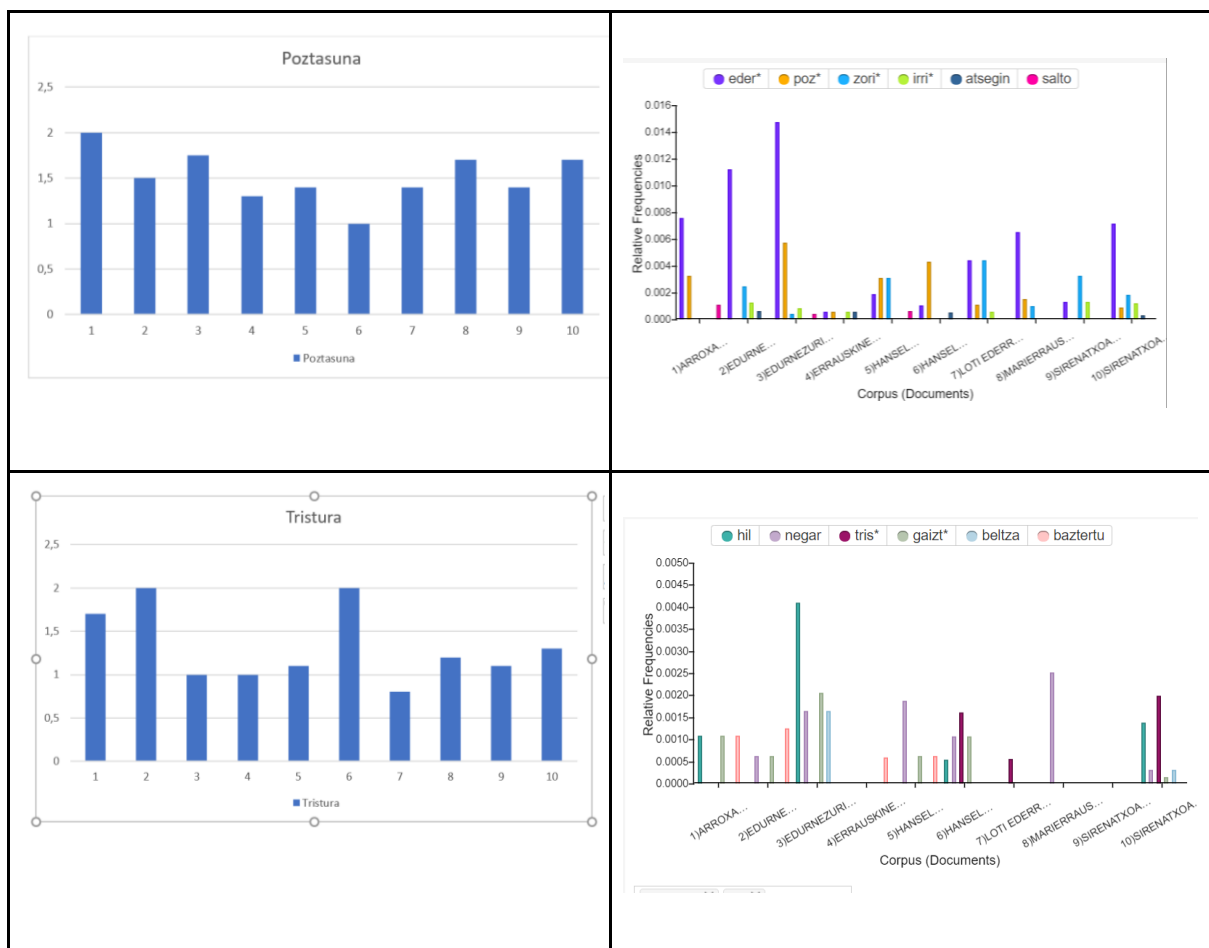 Poztasuna
2,5
2
1,5
1
0,5
0
1 2 3 4 5 6 7 8 9 10
Poztasuna
eder* poz* zori* irri* atsegin salto
Relative Frequencies
0.016
0.014
0.012
0.010
0.008
0.006
0.004
0.002
0.000
1)ARROXA... 2)EDURNE... 3)EDURNEZURI... 4)ERRAUSKINE... 5)HANSEL... 6)HANSEL... 7)LOTI EDERR... 8)MARIERRAUS... 9)SIRENATXOA... 10)SIRENATXOA.
Corpus (Documents)
Tristura
2,5
2
1,5
1
0,5
0
1 2 3 4 5 6 7 8 9 10
Tristura
hil negar tris* gaizt* beltza baztertu
Relative Frequencies
0.0050
0.0045
0.0040
0.0035
0.0030
0.0025
0.0020
0.0015
0.0010
0.0005
0.0000
1)ARROXA... 2)EDURNE... 3)EDURNEZURI... 4)ERRAUSKINE... 5)HANSEL... 6)HANSEL... 7)LOTI EDERR... 8)MARIERRAUS... 9)SIRENATXOA... 10)SIRENATXOA.
Corpus (Documents)